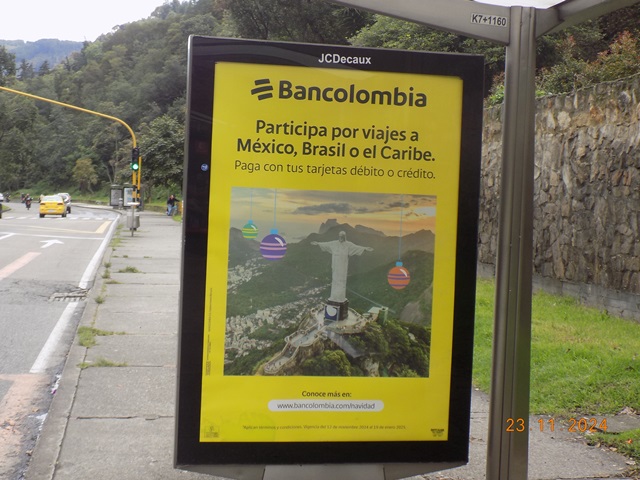 K7+1160
JCDecaux
Bancolombia
Participa por viajes a
México, Brasil o el Caribe.
Paga con tus tarjetas débito o crédito.
Conoce más en:
www.bancolombia.com/navidad
23.11.2024